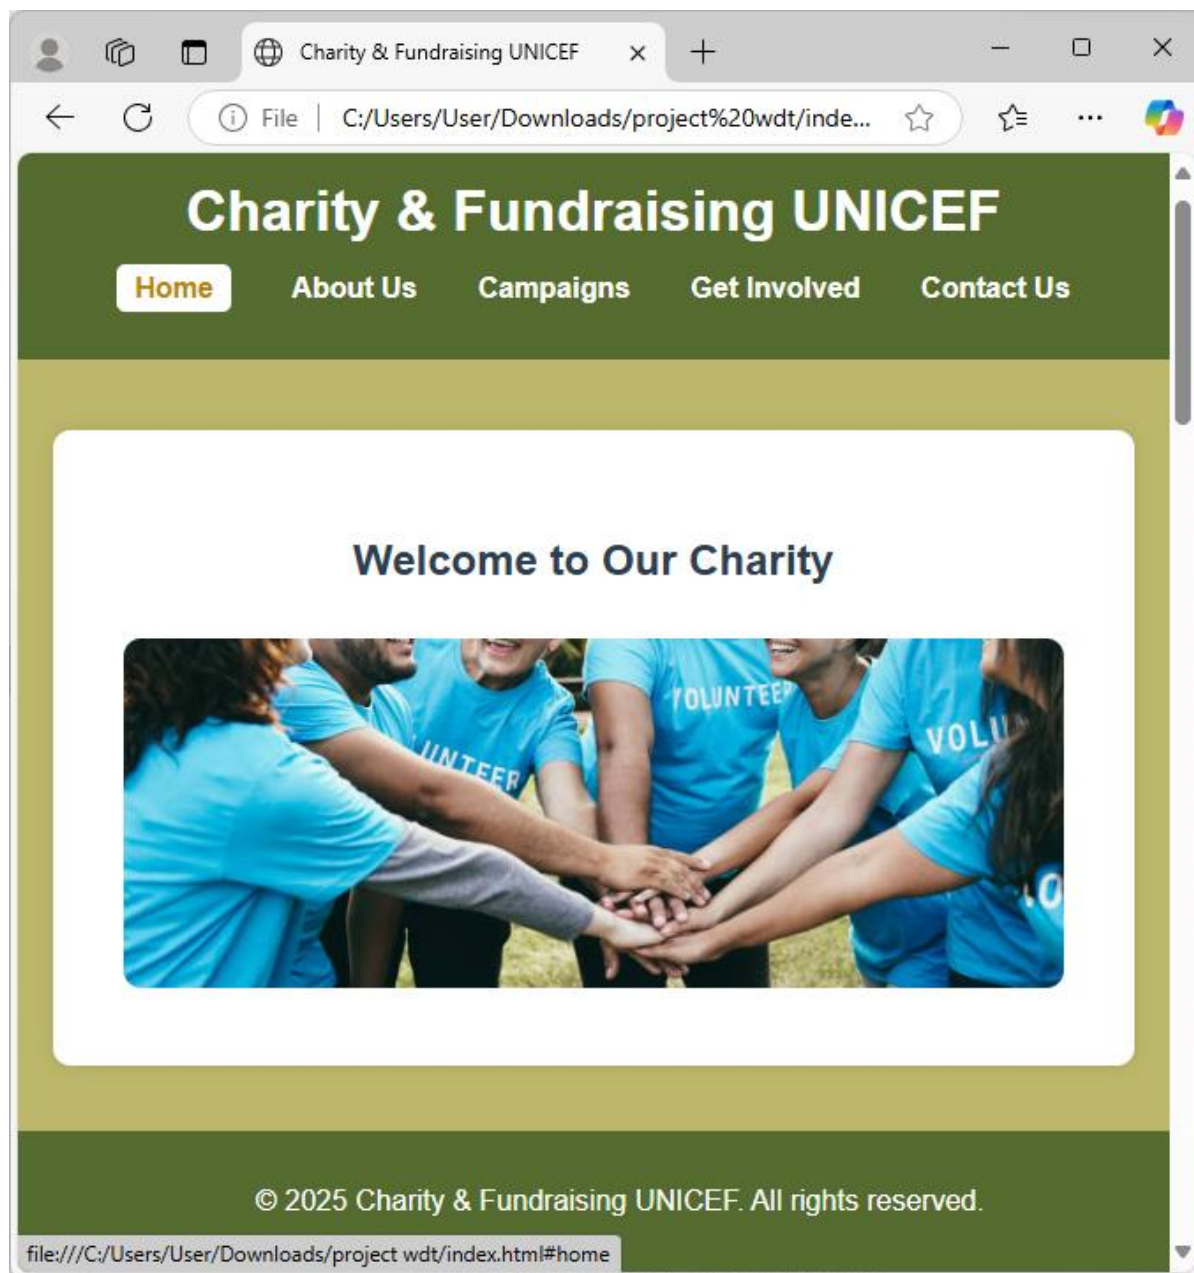 Charity & Fundraising UNICEF
File | C:/Users/User/Downloads/project%20wdt/inde...
Charity & Fundraising UNICEF
Home About Us Campaigns Get Involved Contact Us
Welcome to Our Charity
VOLUNTEER
UNTEER
VOLU
© 2025 Charity & Fundraising UNICEF. All rights reserved.
file:///C:/Users/User/Downloads/project wdt/index.html#home